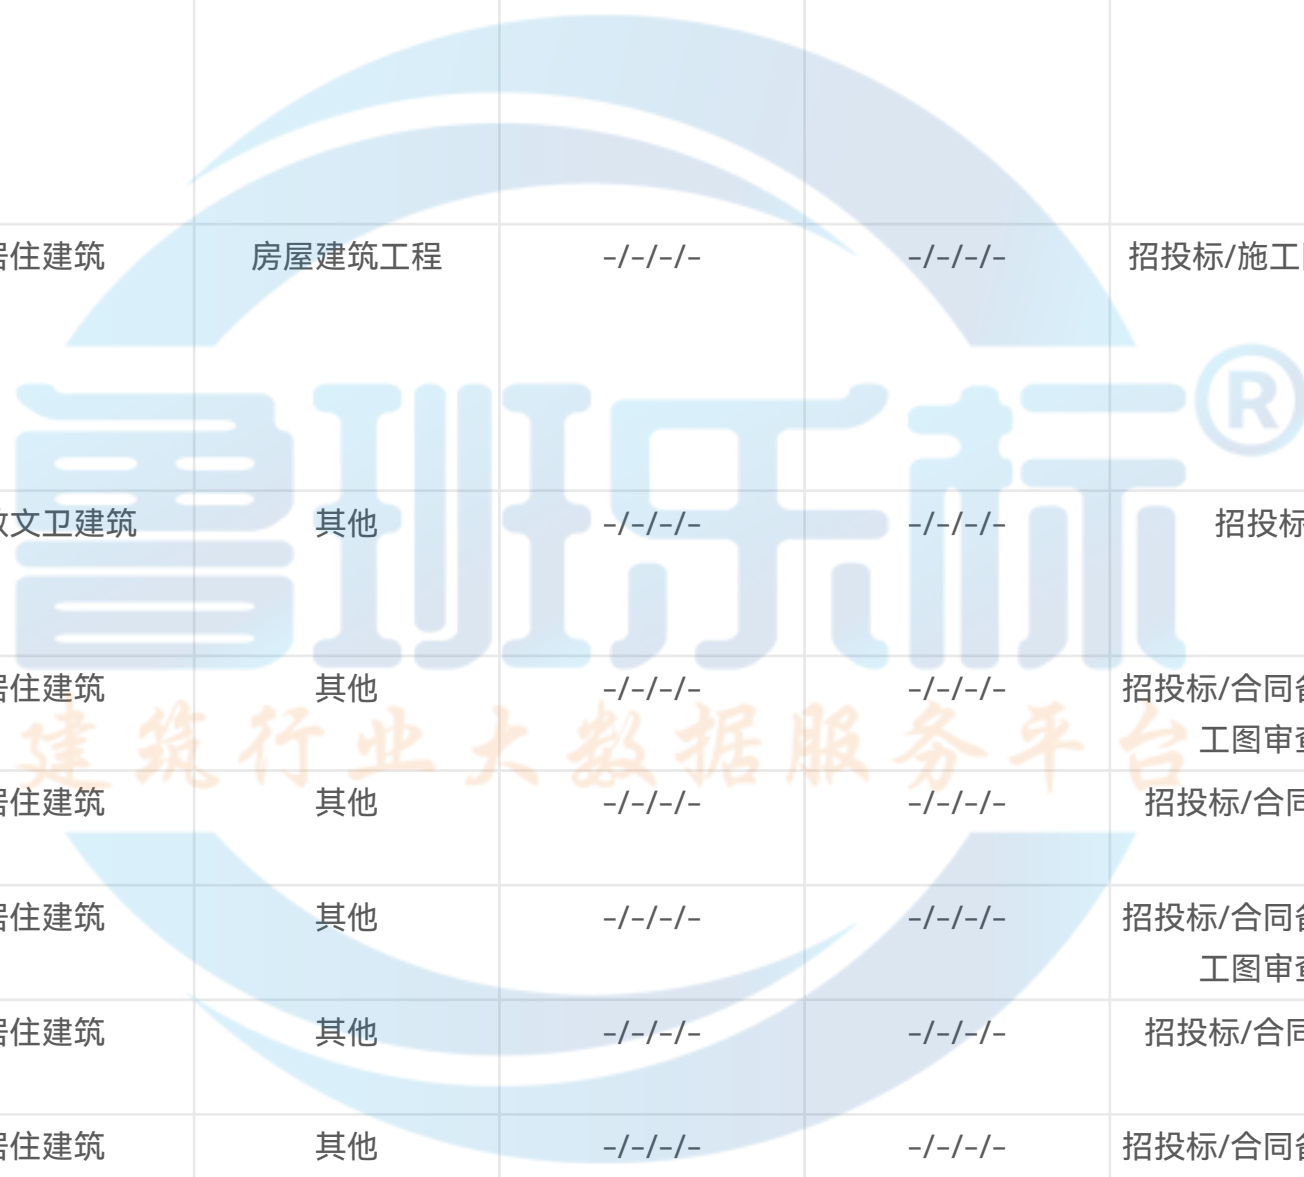 居住建筑 房屋建筑工程 -/-/-/- -/-/-/- 招投标/施工
鲁班乐标®
文卫建筑 其他 -/-/-/- -/-/-/- 招投标
居住建筑 其他 -/-/-/- -/-/-/- 招投标/合同备
工图审查
建筑行业大数据服务平台
居住建筑 其他 -/-/-/- -/-/-/- 招投标/合同
居住建筑 其他 -/-/-/- -/-/-/- 招投标/合同备
工图审查
居住建筑 其他 -/-/-/- -/-/-/- 招投标/合同
居住建筑 其他 -/-/-/- -/-/-/- 招投标/合同备